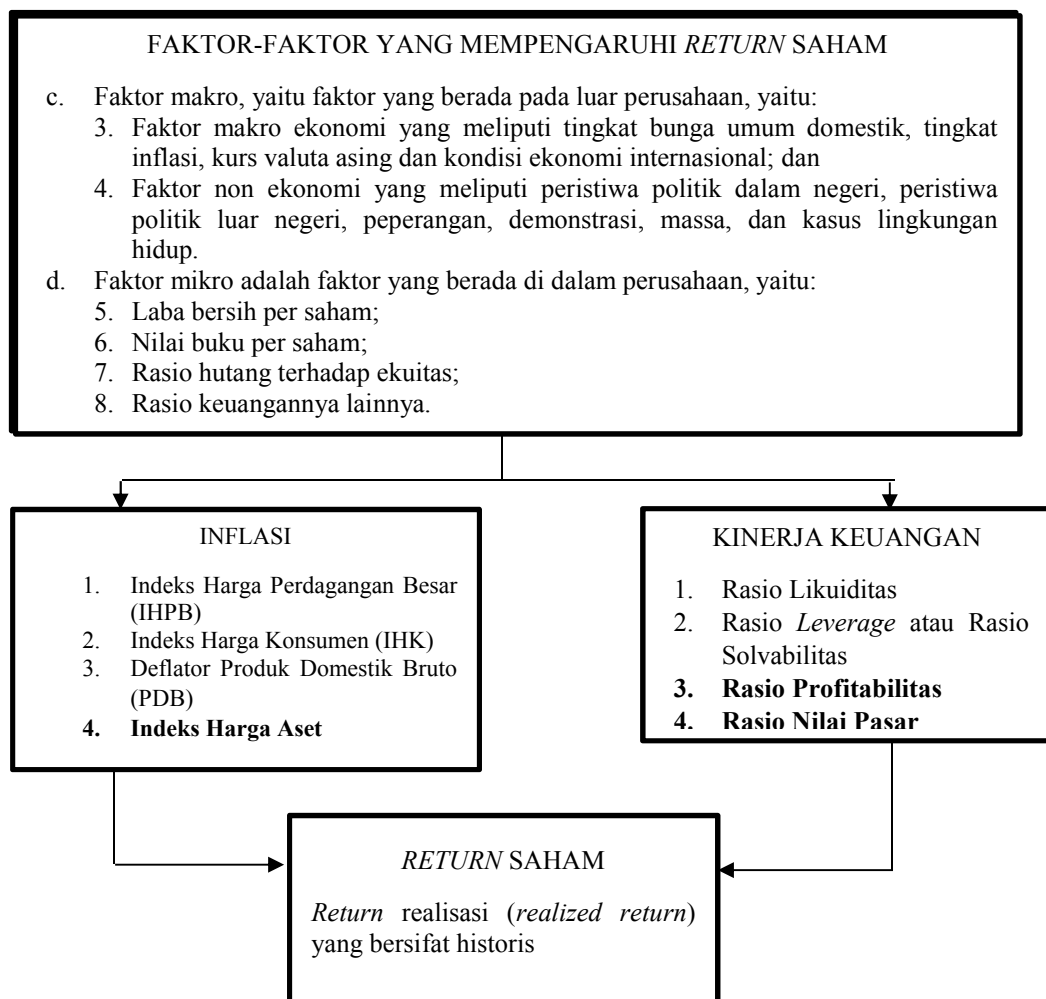 FAKTOR-FAKTOR YANG MEMPENGARUHI RETURN SAHAM
c. Faktor makro, yaitu faktor yang berada pada luar perusahaan, yaitu:
3. Faktor makro ekonomi yang meliputi tingkat bunga umum domestik, tingkat
inflasi, kurs valuta asing dan kondisi ekonomi internasional; dan
4. Faktor non ekonomi yang meliputi peristiwa politik dalam negeri, peristiwa
politik luar negeri, peperangan, demonstrasi, massa, dan kasus lingkungan
hidup.
d. Faktor mikro adalah faktor yang berada di dalam perusahaan, yaitu:
5. Laba bersih per saham;
6. Nilai buku per saham;
7. Rasio hutang terhadap ekuitas;
8. Rasio keuangannya lainnya.
INFLASI
1. Indeks Harga Perdagangan Besar
(IHPB)
2. Indeks Harga Konsumen (IHK)
3. Deflator Produk Domestik Bruto
(PDB)
4. Indeks Harga Aset
KINERJA KEUANGAN
1. Rasio Likuiditas
2. Rasio Leverage atau Rasio
Solvabilitas
3. Rasio Profitabilitas
4. Rasio Nilai Pasar
RETURN SAHAM
Return realisasi (realized return)
yang bersifat historis